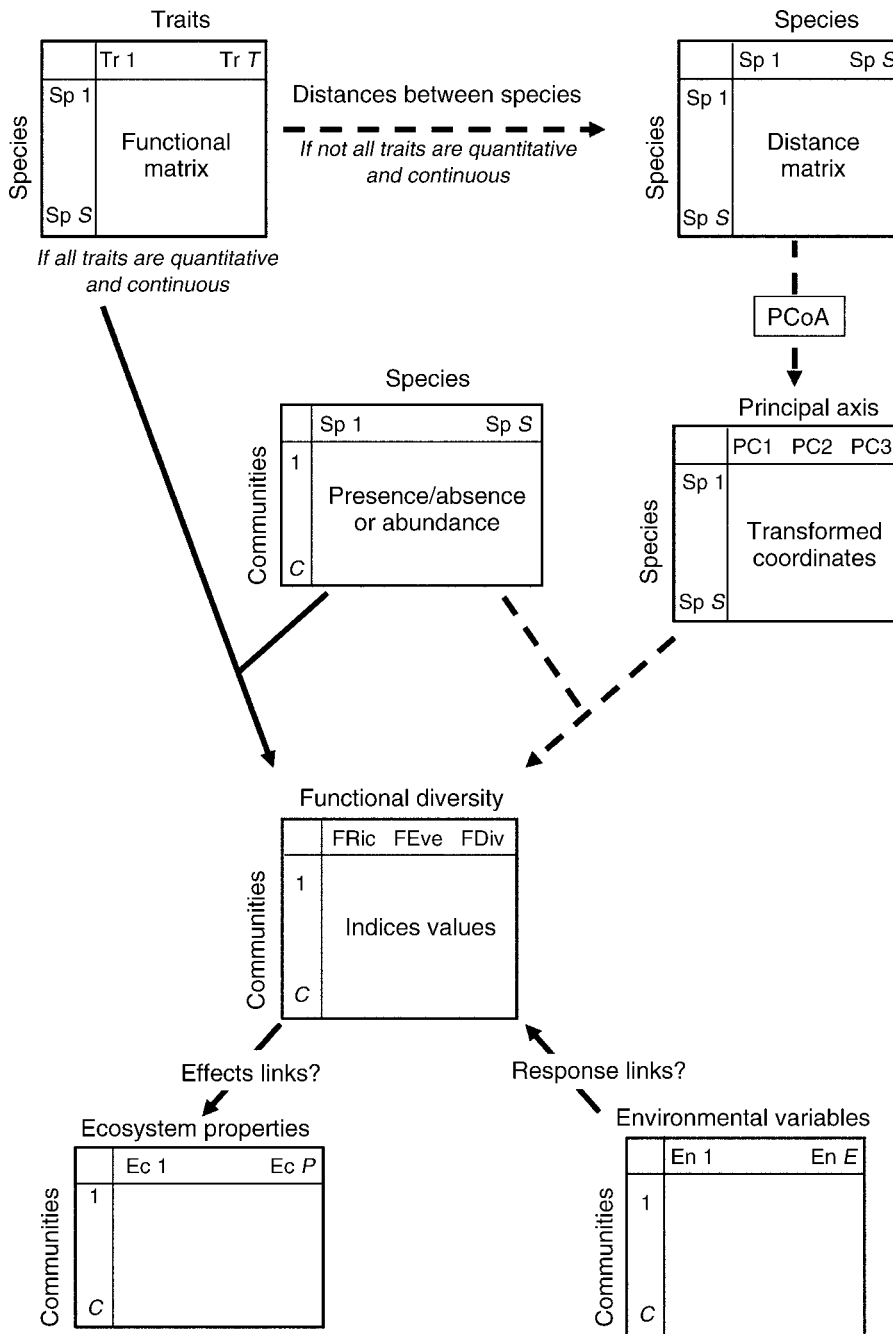 Traits
Tr 1 Tr T
Species
Sp 1
Functional
matrix
Sp S
Distances between species
If not all traits are quantitative
and continuous
Species
Sp 1 Sp S
Species
Sp 1
Distance
matrix
Sp S
If all traits are quantitative
and continuous
PCoA
Species
Sp 1 Sp S
Communities
1
Presence/absence
or abundance
C
Principal axis
PC1 PC2 PC3
Species
Sp 1
Transformed
coordinates
Sp S
Functional diversity
FRic FEve FDiv
Communities
1
Indices values
C
Effects links?
Response links?
Ecosystem properties
Ec 1 Ec P
Communities
1
C
Environmental variables
En 1 En E
Communities
1
C